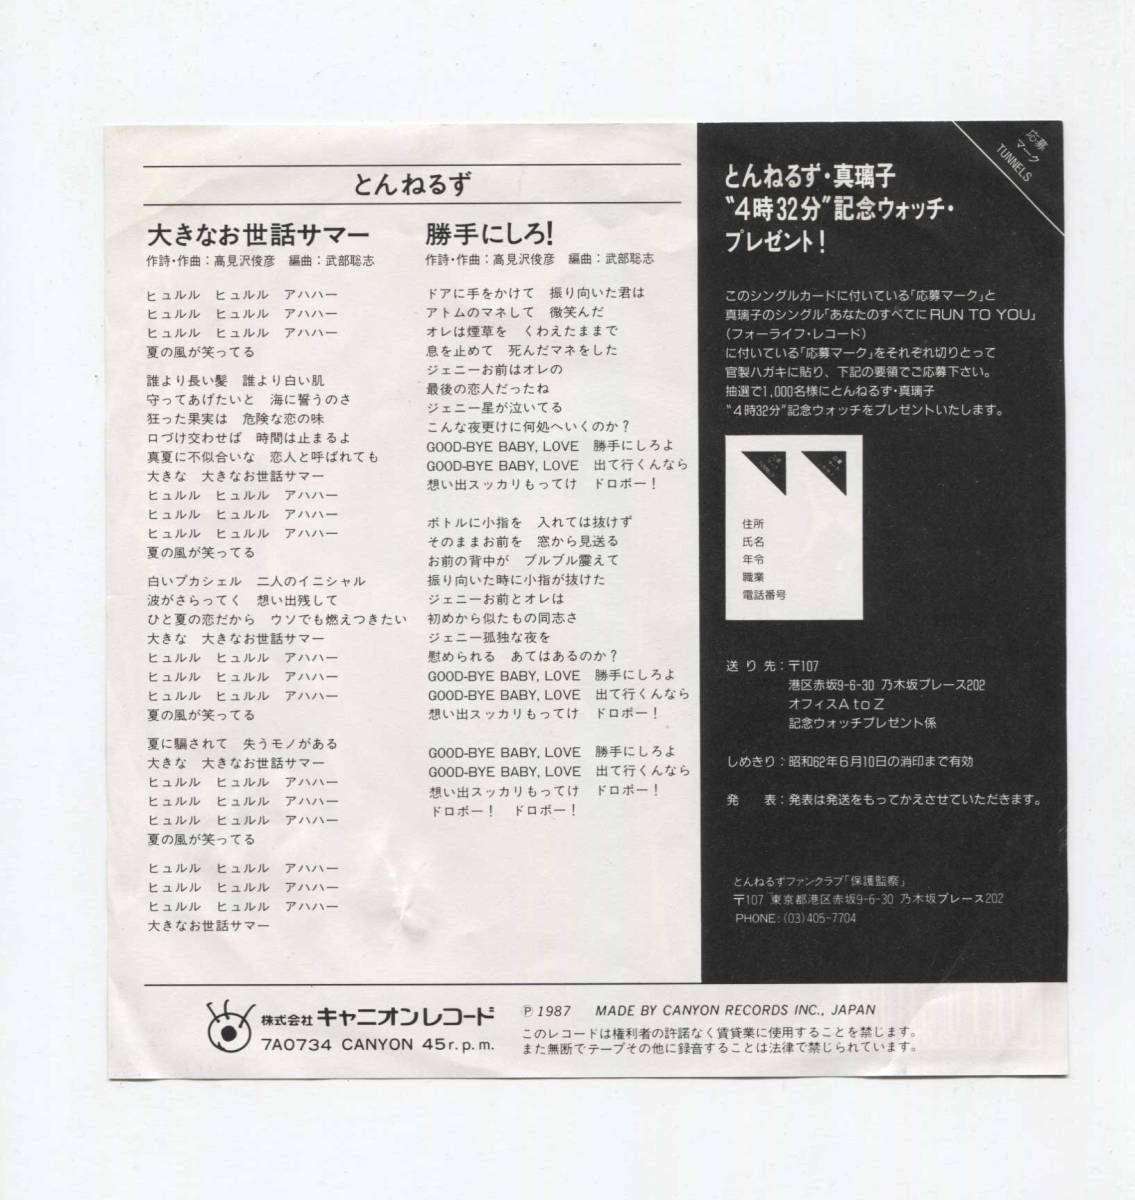 とんねるず
大きなお世話サマー
作詩・作曲：高見沢俊彦　編曲：武部聡志
ヒュルル　ヒュルル　アハハー
ヒュルル　ヒュルル　アハハー
ヒュルル　ヒュルル　アハハー
夏の風が笑ってる
誰より長い髪　誰より白い肌
守ってあげたいと　海に誓うのさ
狂った果実は　危険な恋の味
口づけ交わせば　時間は止まるよ
真夏に不似合いな　恋人と呼ばれても
大きな　大きなお世話サマー
ヒュルル　ヒュルル　アハハー
ヒュルル　ヒュルル　アハハー
ヒュルル　ヒュルル　アハハー
夏の風が笑ってる
白いプカシェル　二人のイニシャル
波がさらってく　想い出残して
ひと夏の恋だから　ウソでも燃えつきたい
大きな　大きなお世話サマー
ヒュルル　ヒュルル　アハハー
ヒュルル　ヒュルル　アハハー
ヒュルル　ヒュルル　アハハー
夏の風が笑ってる
夏に騙されて　失うモノがある
大きな　大きなお世話サマー
ヒュルル　ヒュルル　アハハー
ヒュルル　ヒュルル　アハハー
ヒュルル　ヒュルル　アハハー
夏の風が笑ってる
ヒュルル　ヒュルル　アハハー
ヒュルル　ヒュルル　アハハー
ヒュルル　ヒュルル　アハハー
大きなお世話サマー
勝手にしろ！
作詩・作曲：高見沢俊彦　編曲：武部聡志
ドアに手をかけて　振り向いた君は
アトムのマネして　微笑んだ
オレは煙草を　くわえたままで
息を止めて　死んだマネをした
ジェニーお前はオレの
最後の恋人だったね
ジェニー星が泣いてる
こんな夜更けに何処へいくのか？
GOOD-BYE BABY, LOVE　勝手にしろよ
GOOD-BYE BABY, LOVE　出て行くんなら
想い出スッカリもってけ　ドロボー！
ボトルに小指を　入れては抜けず
そのままお前を　窓から見送る
お前の背中が　ブルブル震えて
振り向いた時に小指が抜けた
ジェニーお前とオレは
初めから似たもの同志さ
ジェニー孤独な夜を
慰められる　あてはあるのか？
GOOD-BYE BABY, LOVE　勝手にしろよ
GOOD-BYE BABY, LOVE　出て行くんなら
想い出スッカリもってけ　ドロボー！
GOOD-BYE BABY, LOVE　勝手にしろよ
GOOD-BYE BABY, LOVE　出て行くんなら
想い出スッカリもってけ　ドロボー！
ドロボー！　ドロボー！
応募
マーク
TUNNELS
とんねるず・真璃子
“4時32分”記念ウォッチ・
プレゼント！
このシングルカードに付いている「応募マーク」と
真璃子のシングル「あなたのすべてにRUN TO YOU」
（フォーライフ・レコード）
に付いている「応募マーク」をそれぞれ切りとって
官製ハガキに貼り、下記の要領でご応募下さい。
抽選で1,000名様にとんねるず・真璃子
“4時32分”記念ウォッチをプレゼントいたします。
住所
氏名
年令
職業
電話番号
送り先：〒107
港区赤坂9-6-30 乃木坂プレース202
オフィスAtoZ
記念ウォッチプレゼント係
しめきり：昭和62年6月10日の消印まで有効
発　表：発表は発送をもってかえさせていただきます。
とんねるずファンクラブ「保護監察」
〒107 東京都港区赤坂9-6-30 乃木坂プレース202
PHONE: (03)405-7704
株式会社 キャニオンレコード
7A0734 CANYON 45r.p.m.
Ⓟ1987　MADE BY CANYON RECORDS INC., JAPAN
このレコードは権利者の許諾なく賃貸業に使用することを禁じます。
また無断でテープその他に録音することは法律で禁じられています。